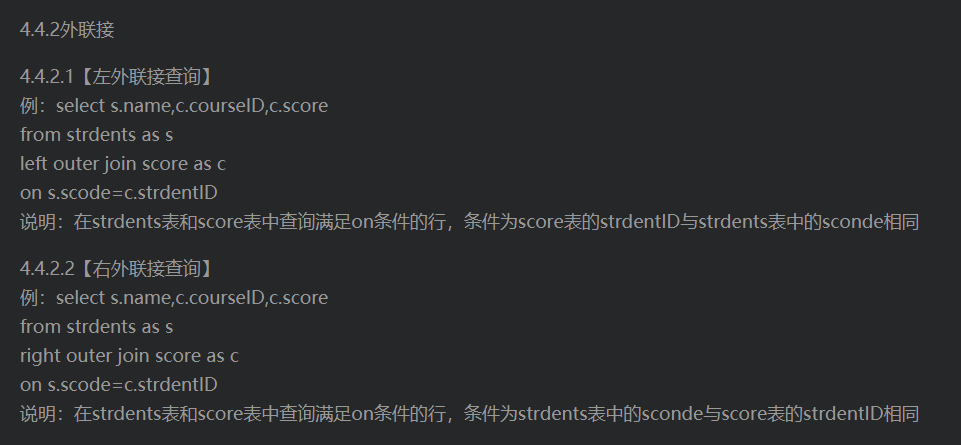 4.4.2外联接
4.4.2.1【左外联接查询】
例：select s.name,c.courseID,c.score
from strdents as s
left outer join score as c
on s.scode=c.strdentID
说明：在strdents表和score表中查询满足on条件的行，条件为score表的strdentID与strdents表中的sconde相同
4.4.2.2【右外联接查询】
例：select s.name,c.courseID,c.score
from strdents as s
right outer join score as c
on s.scode=c.strdentID
说明：在strdents表和score表中查询满足on条件的行，条件为strdents表中的sconde与score表的strdentID相同